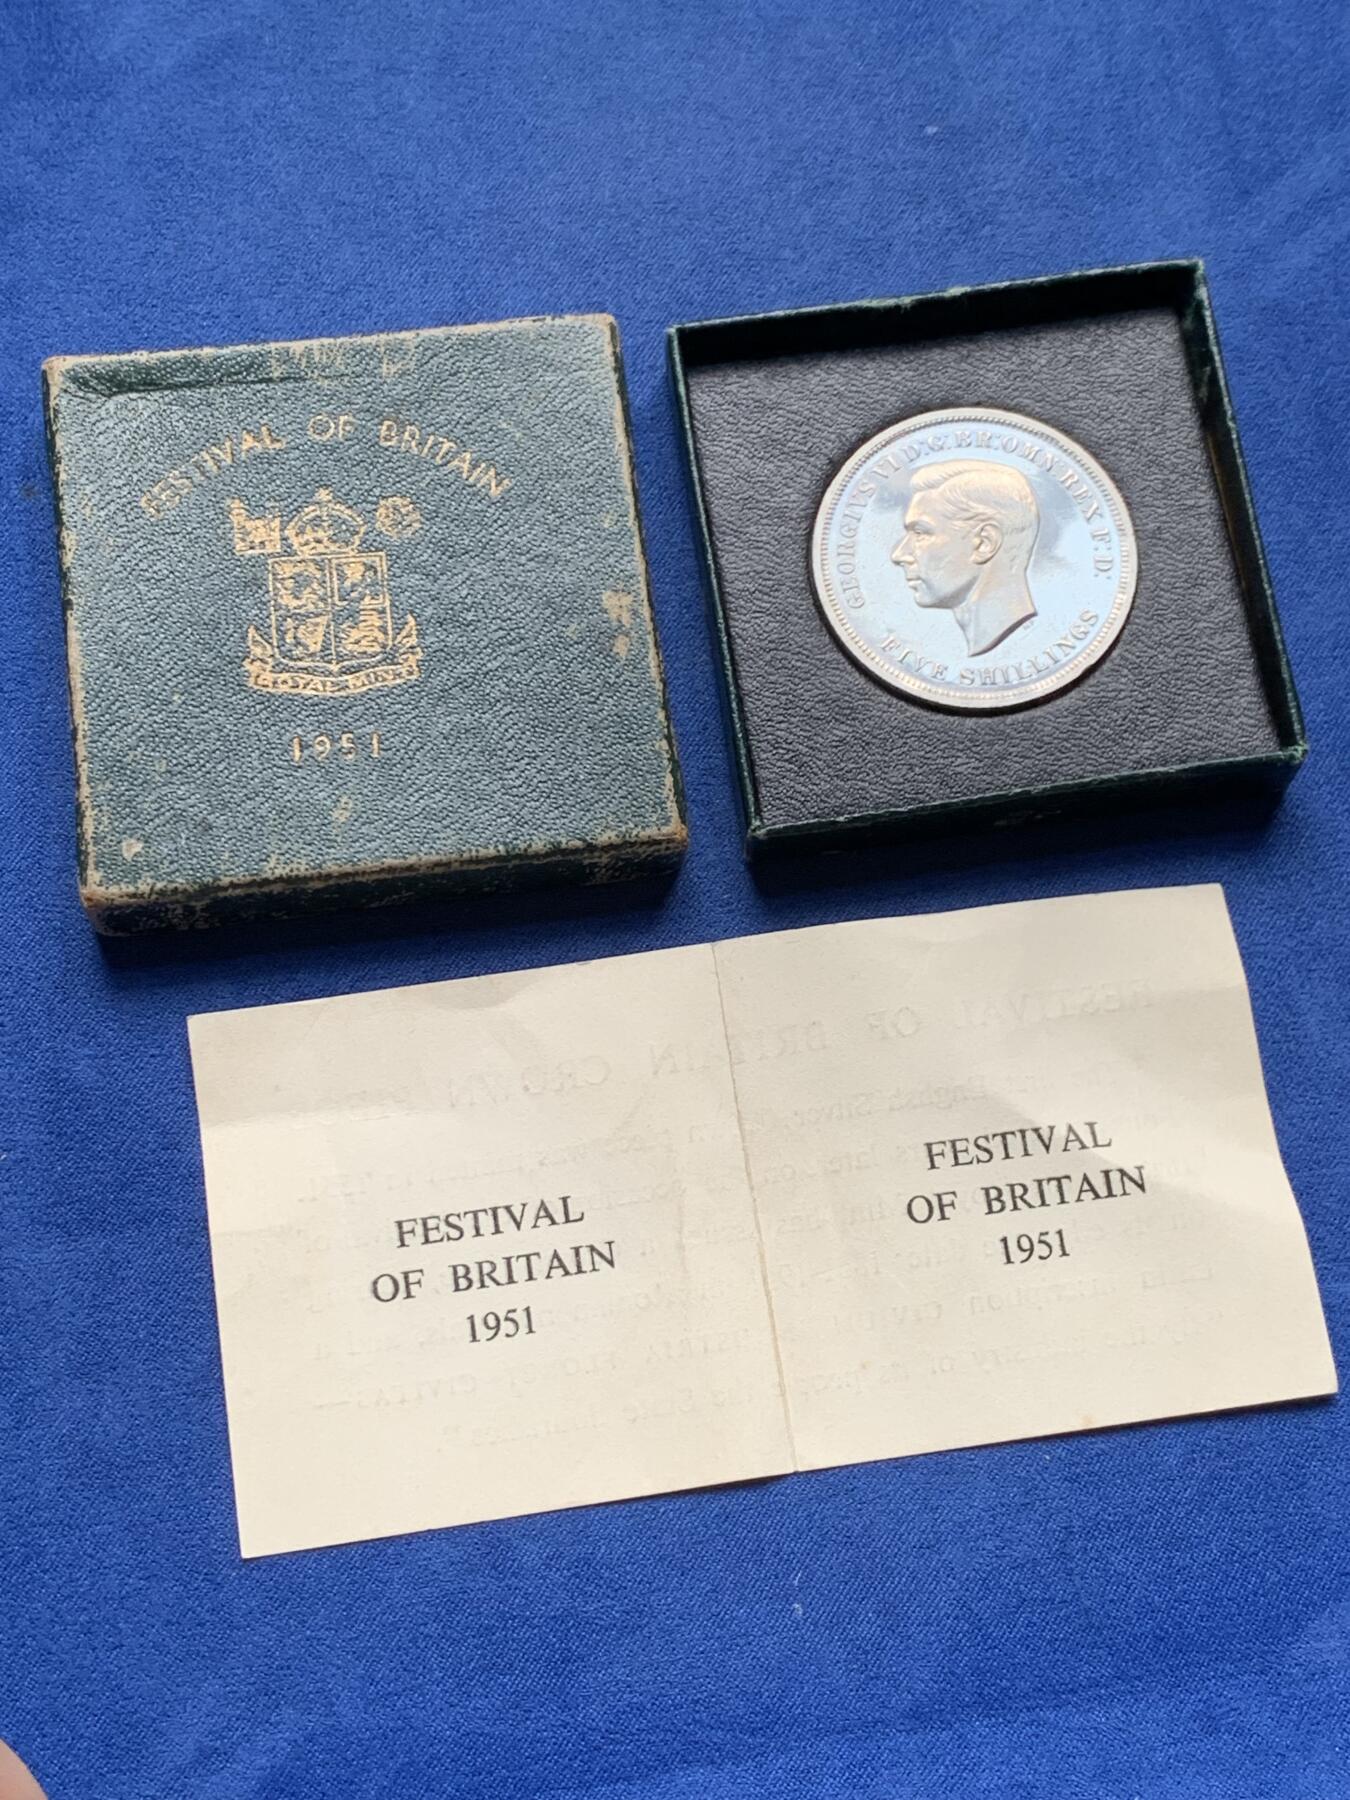 FESTIVAL OF BRITAIN
ROYAL MINT
1951
GEORGIVS VI D:G:BR:OMN:REX F:D:
FIVE SHILLINGS
FESTIVAL
OF BRITAIN
1951
FESTIVAL
OF BRITAIN
1951